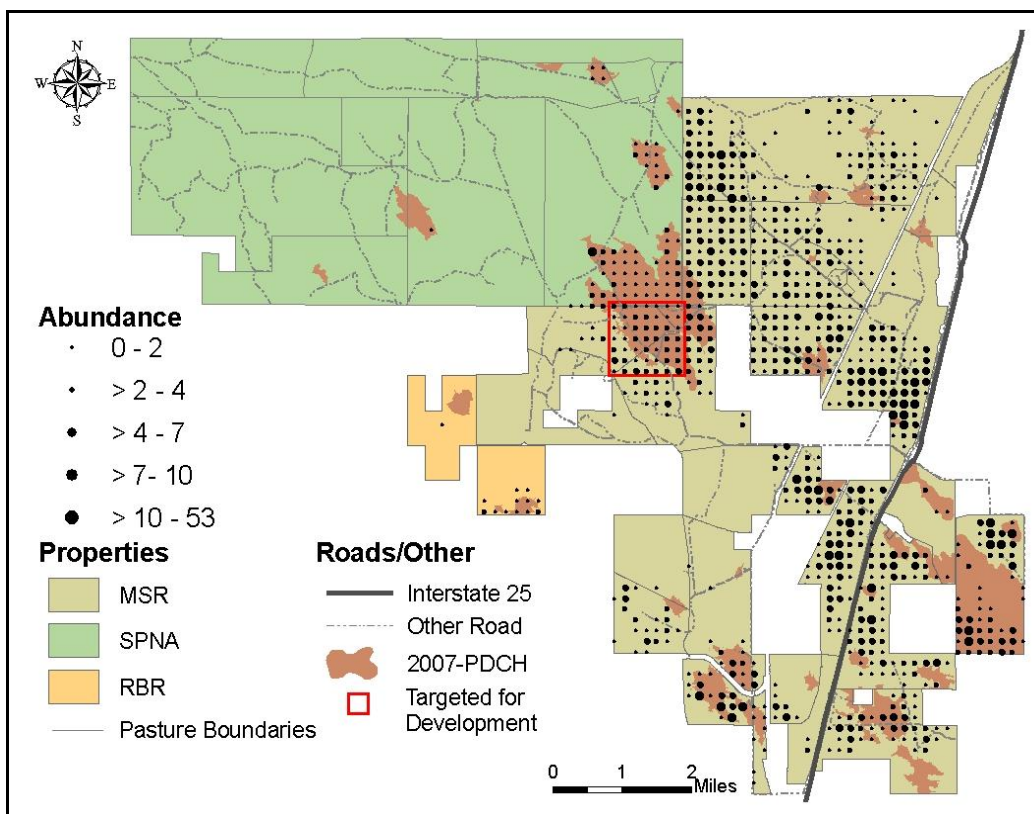 N
W E
S
Abundance
0 - 2
> 2 - 4
> 4 - 7
> 7 - 10
> 10 - 53
Properties
MSR
SPNA
RBR
Pasture Boundaries
Roads/Other
Interstate 25
Other Road
2007-PDCH
Targeted for
Development
0 1 2
Miles